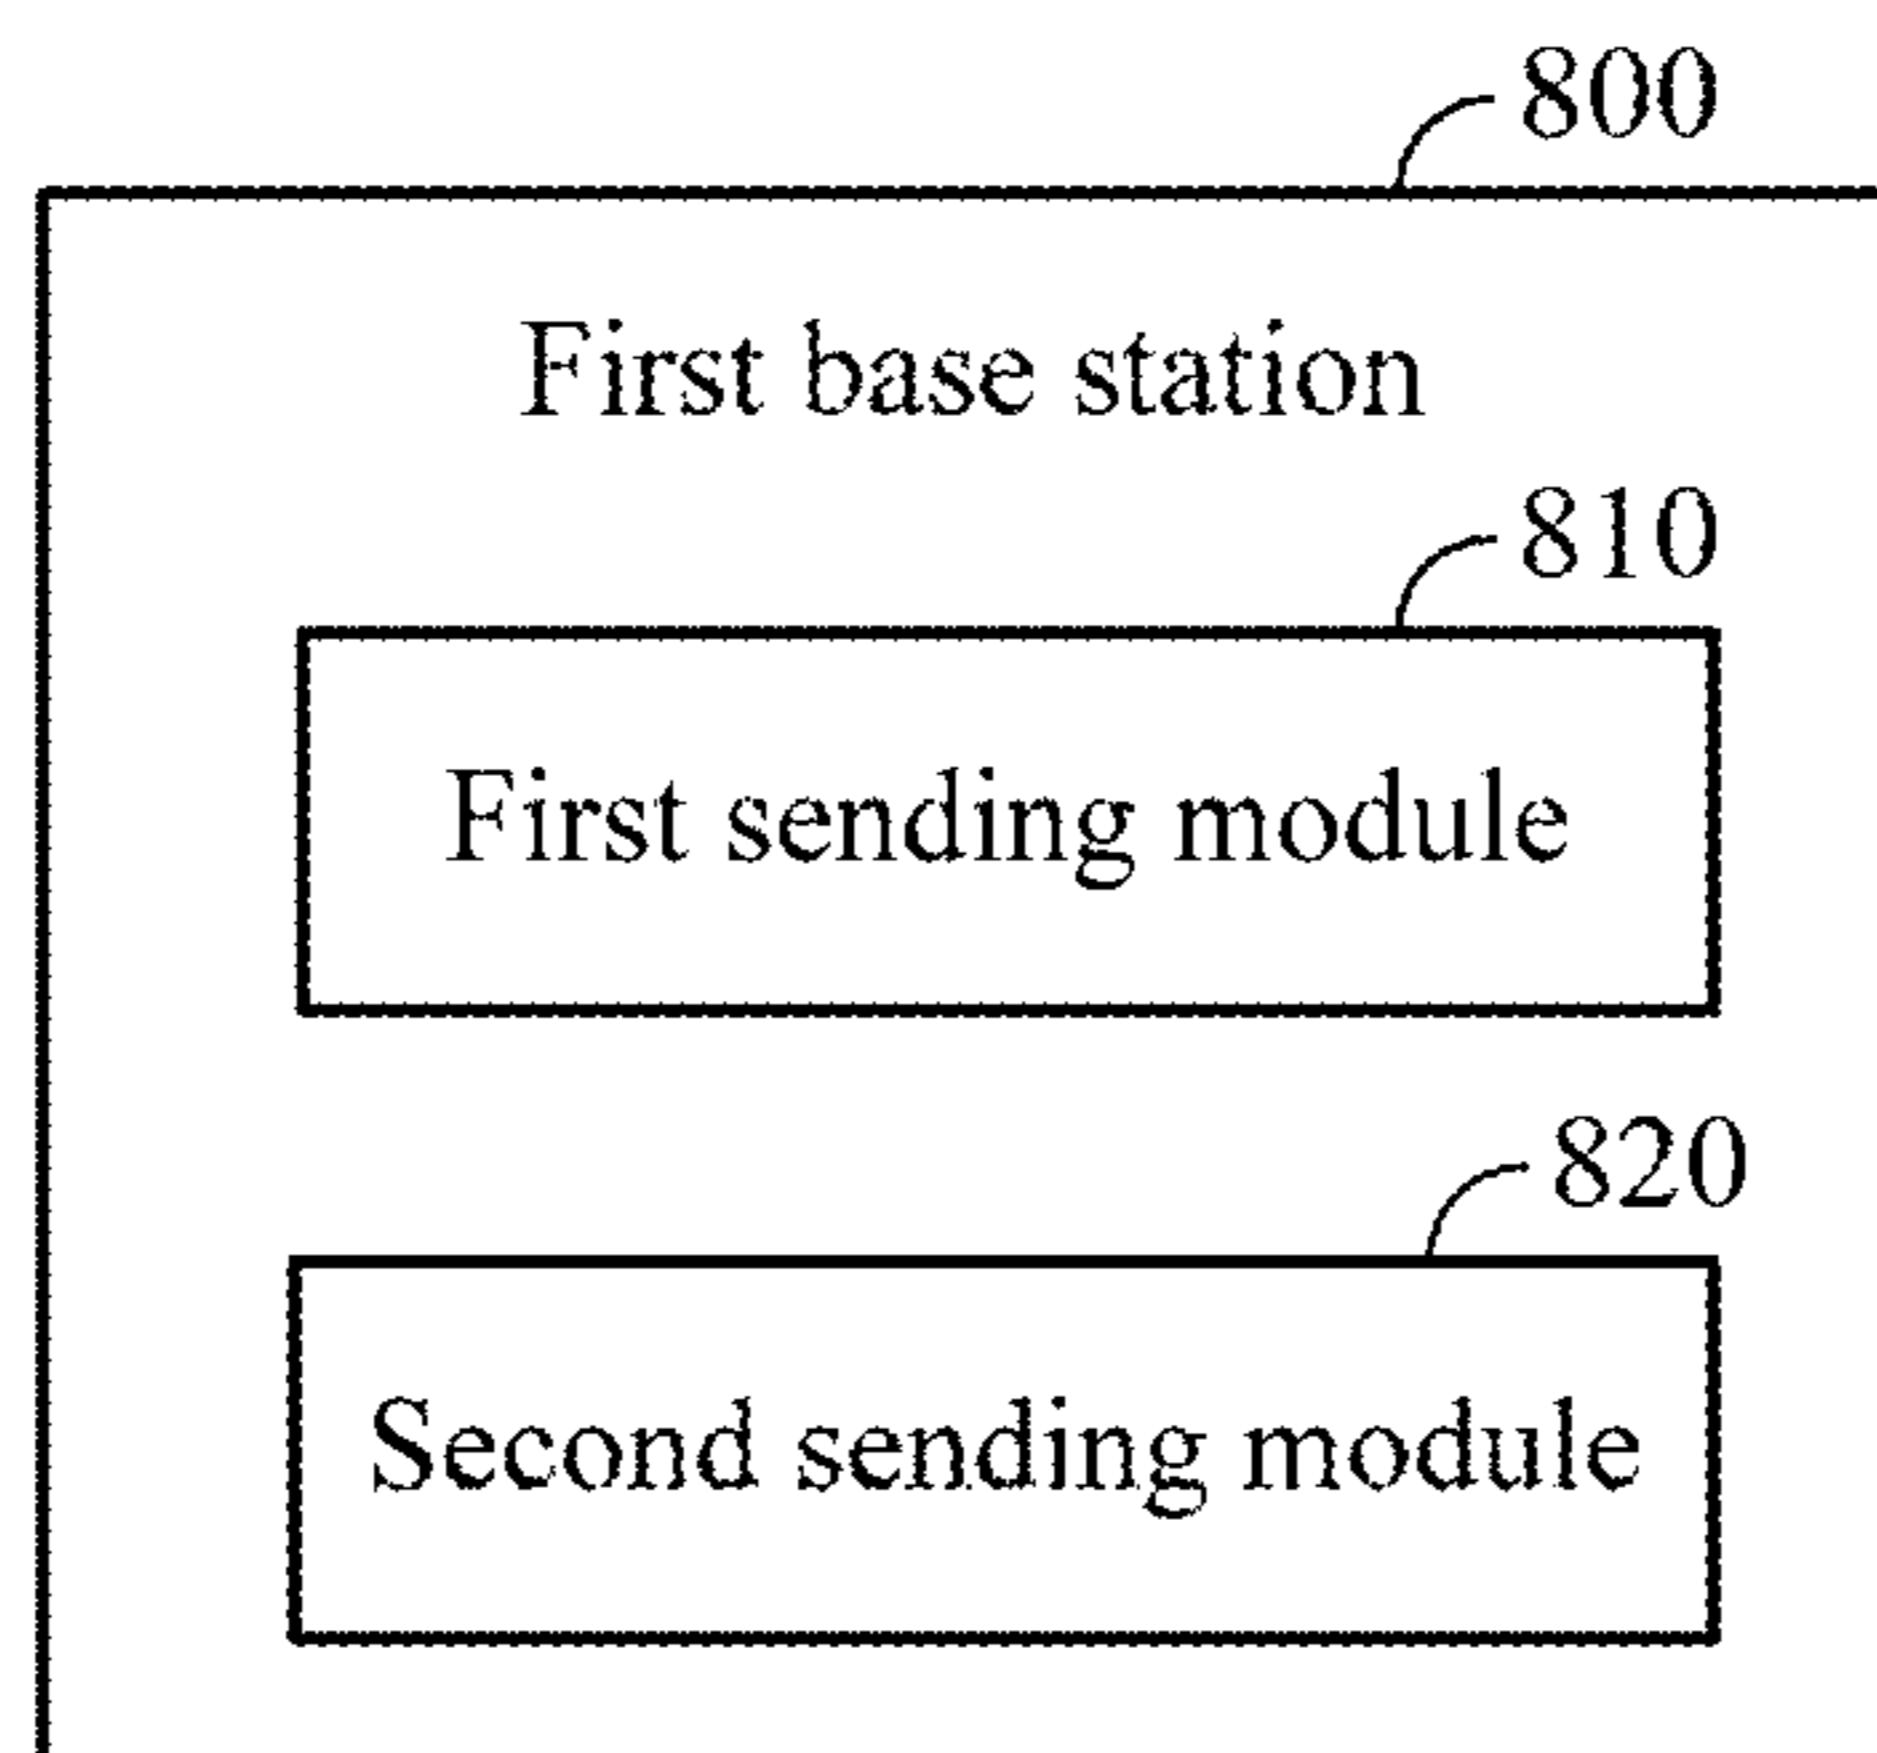 800
First base station
810
First sending module
820
Second sending module